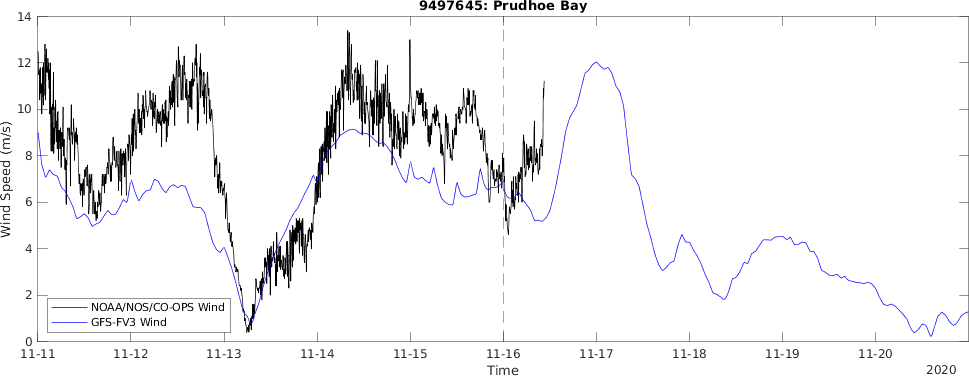 9497645: Prudhoe Bay
Wind Speed (m/s)
14
12
10
8
6
4
2
0
NOAA/NOS/CO-OPS Wind
GFS-FV3 Wind
11-11 11-12 11-13 11-14 11-15 11-16 11-17 11-18 11-19 11-20
Time
2020